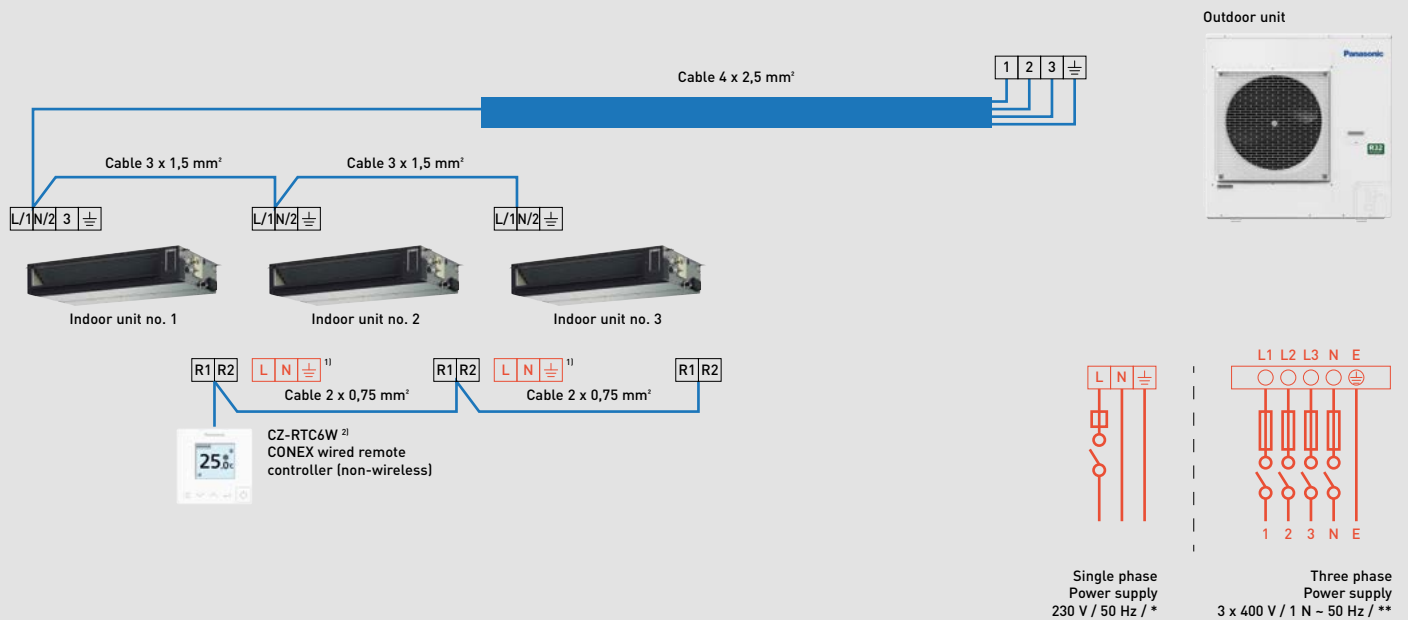 Outdoor unit
Panasonic
R32
1 2 3
Cable 4 x 2,5 mm²
Cable 3 x 1,5 mm²
Cable 3 x 1,5 mm²
L/1 N/2 3
L/1 N/2
L/1 N/2
Indoor unit no. 1
Indoor unit no. 2
Indoor unit no. 3
R1 R2
L N 1)
R1 R2
L N 1)
R1 R2
Cable 2 x 0,75 mm²
Cable 2 x 0,75 mm²
Panasonic
25.0c
CZ-RTC6W 2)
CONEX wired remote
controller (non-wireless)
L N
L1 L2 L3 N E
1 2 3 N E
Single phase
Power supply
230 V / 50 Hz / *
Three phase
Power supply
3 x 400 V / 1 N ~ 50 Hz / **